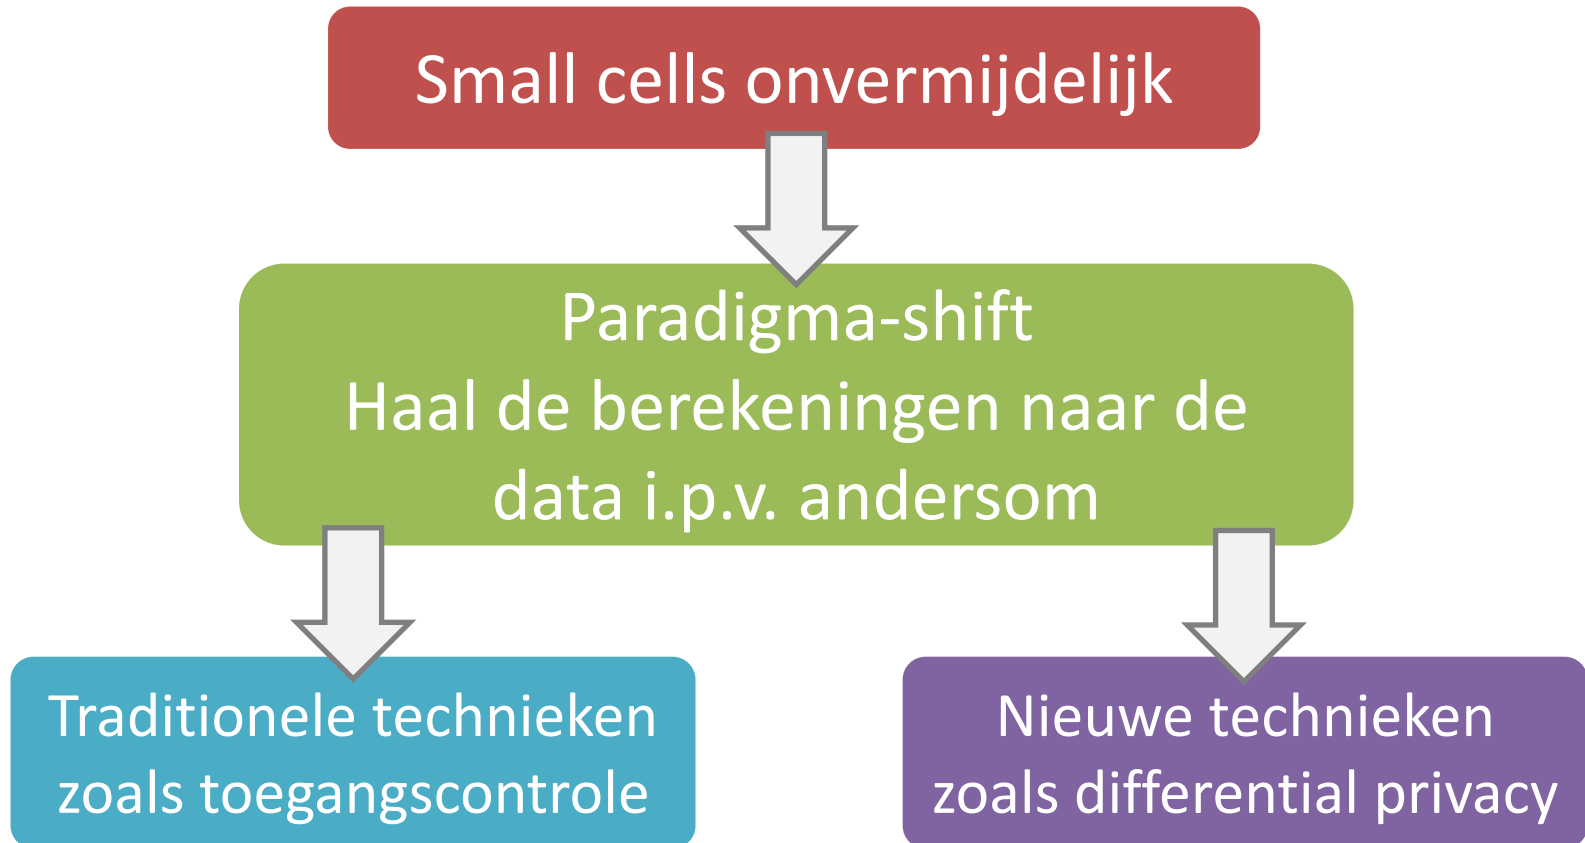 Small cells onvermijdelijk
Paradigma-shift
Haal de berekeningen naar de
data i.p.v. andersom
Traditionele technieken
zoals toegangscontrole
Nieuwe technieken
zoals differential privacy